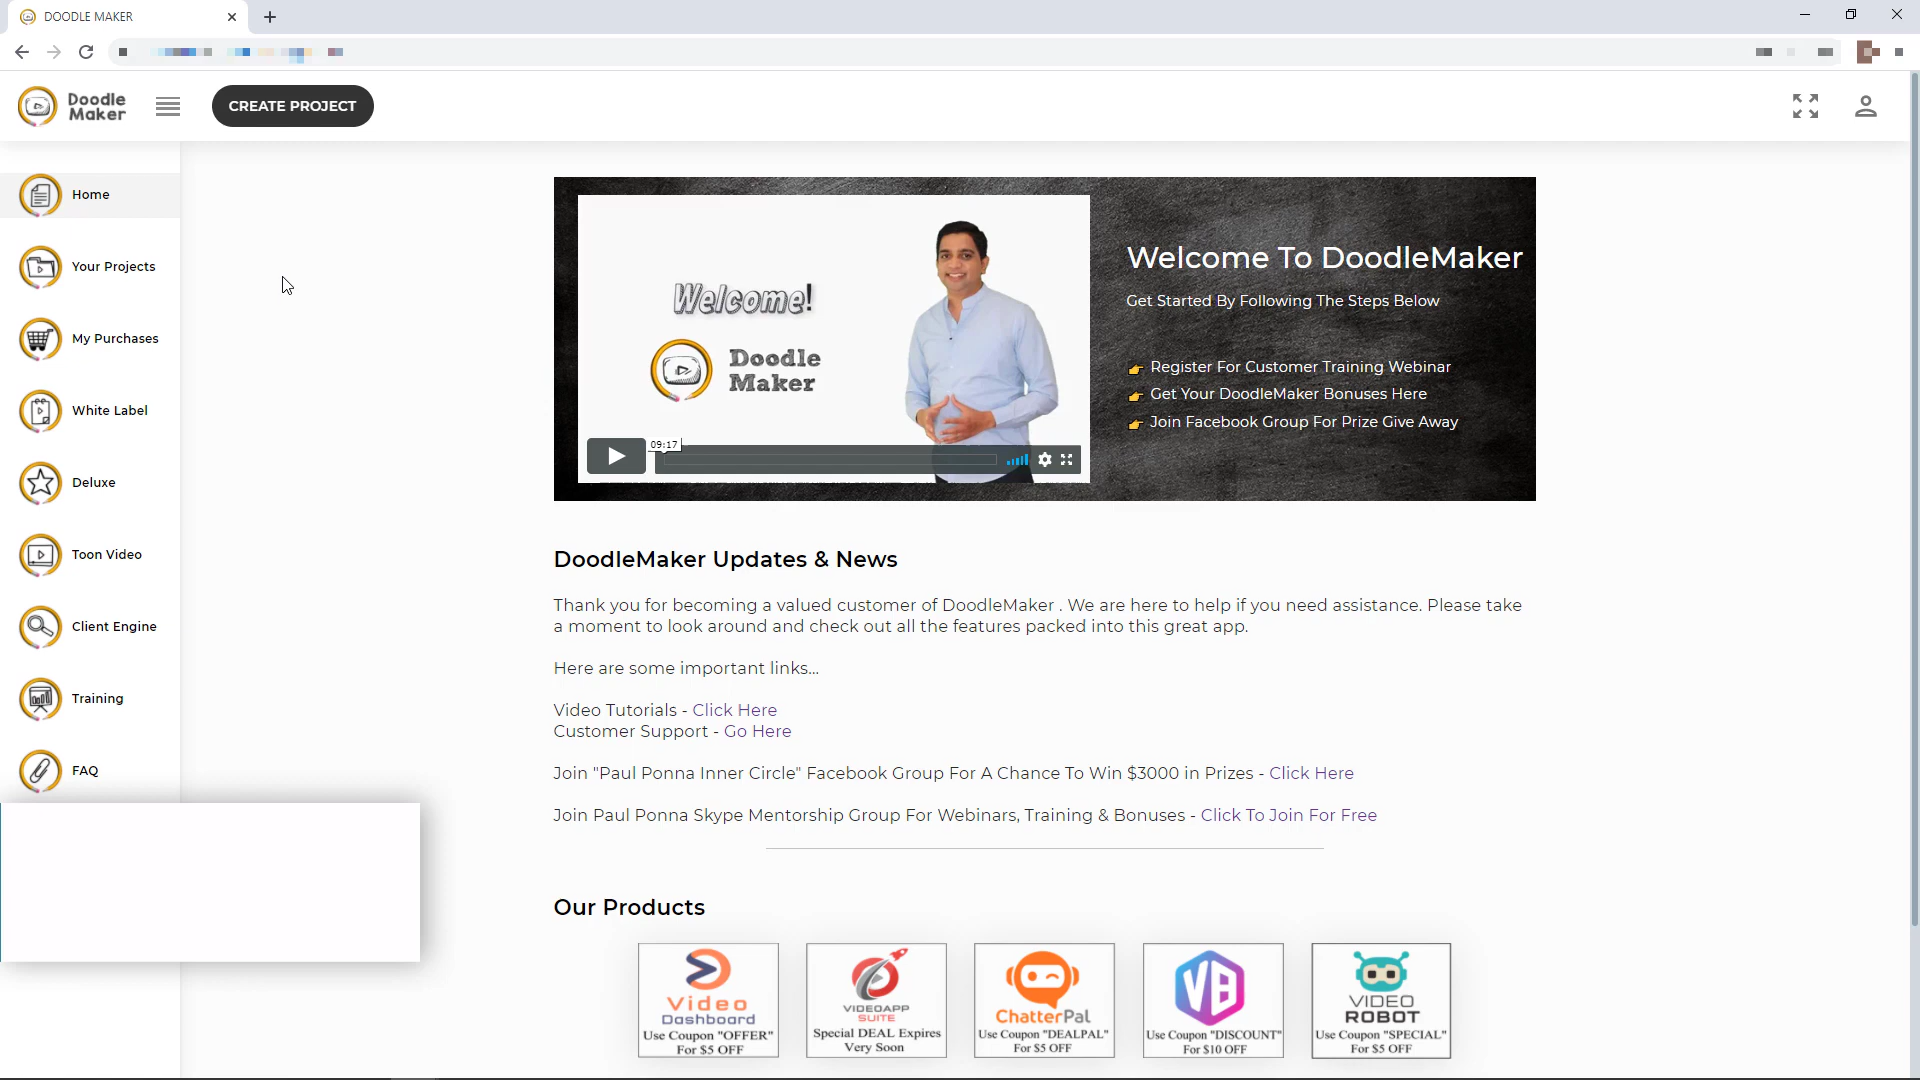 DOODLE MAKER
Doodle
Maker
CREATE PROJECT
Home
Your Projects
My Purchases
White Label
Deluxe
Toon Video
Client Engine
Training
FAQ
Welcome!
Doodle
Maker
09:17
Welcome To DoodleMaker
Get Started By Following The Steps Below
Register For Customer Training Webinar
Get Your DoodleMaker Bonuses Here
Join Facebook Group For Prize Give Away
DoodleMaker Updates & News
Thank you for becoming a valued customer of DoodleMaker . We are here to help if you need assistance. Please take
a moment to look around and check out all the features packed into this great app.
Here are some important links...
Video Tutorials - Click Here
Customer Support - Go Here
Join "Paul Ponna Inner Circle" Facebook Group For A Chance To Win $3000 in Prizes - Click Here
Join Paul Ponna Skype Mentorship Group For Webinars, Training & Bonuses - Click To Join For Free
Our Products
Video
Dashboard
Use Coupon "OFFER"
For $5 OFF
VIDEOAPP
SUITE
Special DEAL Expires
Very Soon
ChatterPal
Use Coupon "DEALPAL"
For $5 OFF
Use Coupon "DISCOUNT"
For $10 OFF
VIDEO
ROBOT
Use Coupon "SPECIAL"
For $5 OFF